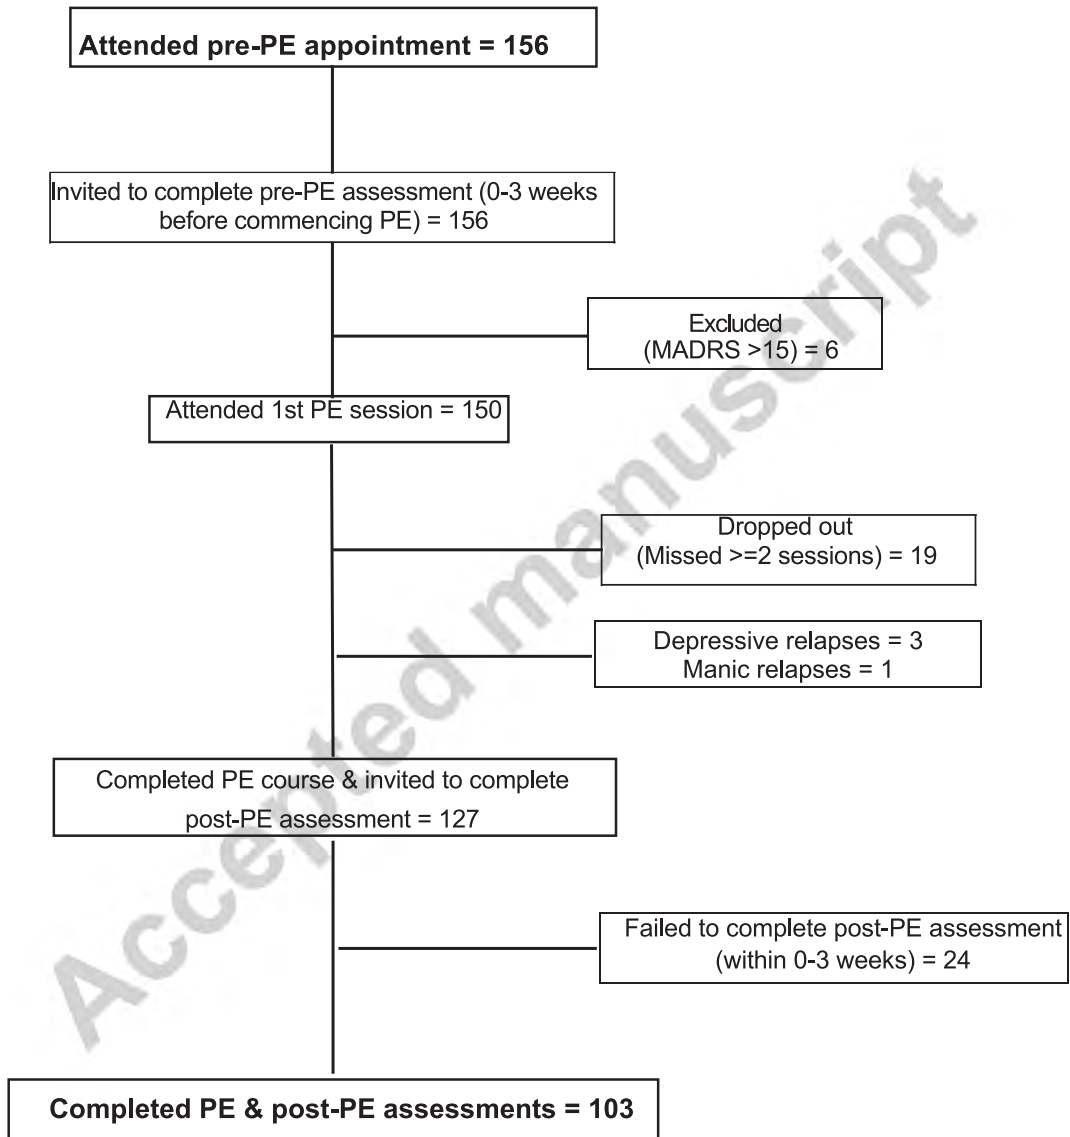 Attended pre-PE appointment = 156
Invited to complete pre-PE assessment (0-3 weeks
before commencing PE) = 156
Excluded
(MADRS >15) = 6
Attended 1st PE session = 150
Dropped out
(Missed >=2 sessions) = 19
Depressive relapses = 3
Manic relapses = 1
Completed PE course & invited to complete
post-PE assessment = 127
Failed to complete post-PE assessment
(within 0-3 weeks) = 24
Completed PE & post-PE assessments = 103
Accepted manuscript